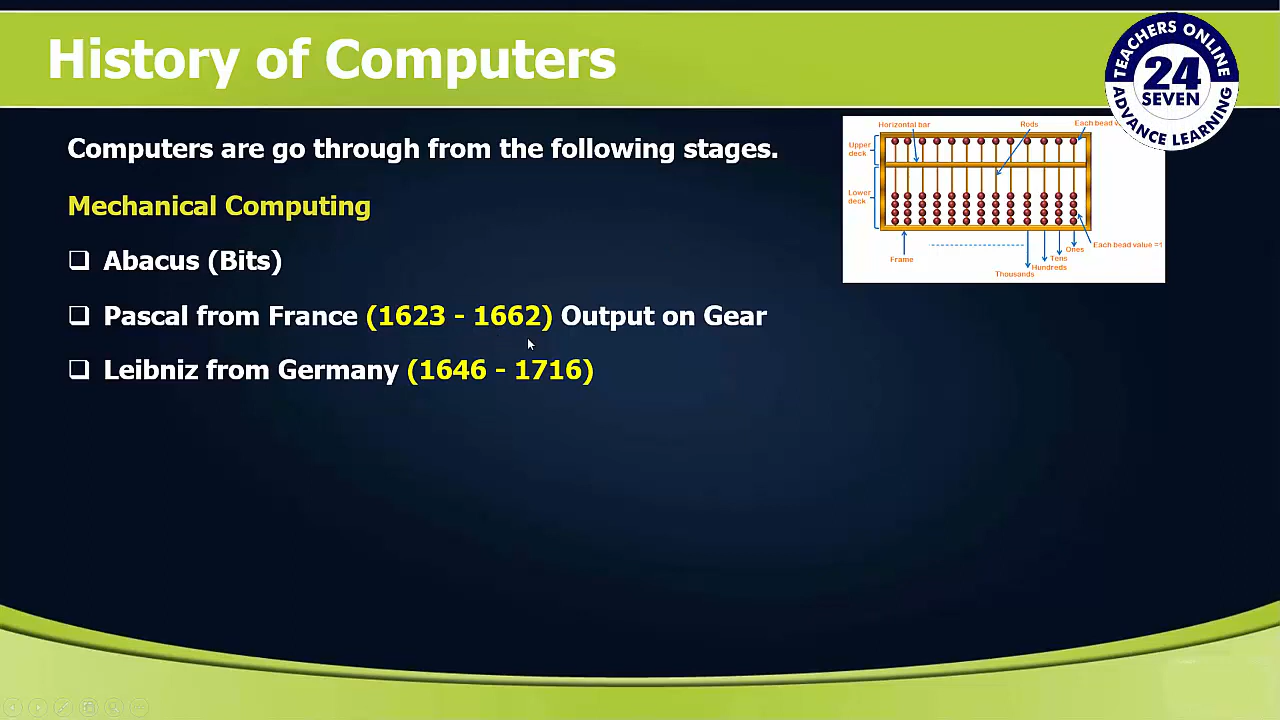 History of Computers
TEACHERS ONLINE
24
SEVEN
ADVANCE LEARNING
Computers are go through from the following stages.
Mechanical Computing
Abacus (Bits)
Pascal from France (1623 - 1662) Output on Gear
Leibniz from Germany (1646 - 1716)
Horizontal bar
Rods
Each bead
Upper
deck
Lower
deck
Each bead value =1
Ones
Frame
Tens
Hundreds
Thousands